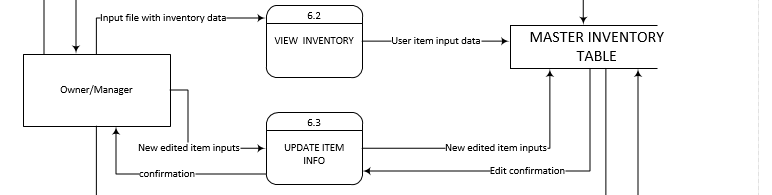 Input file with inventory data
6.2
VIEW INVENTORY
User item input data
MASTER INVENTORY
TABLE
Owner/Manager
6.3
New edited item inputs
UPDATE ITEM
INFO
New edited item inputs
confirmation
Edit confirmation